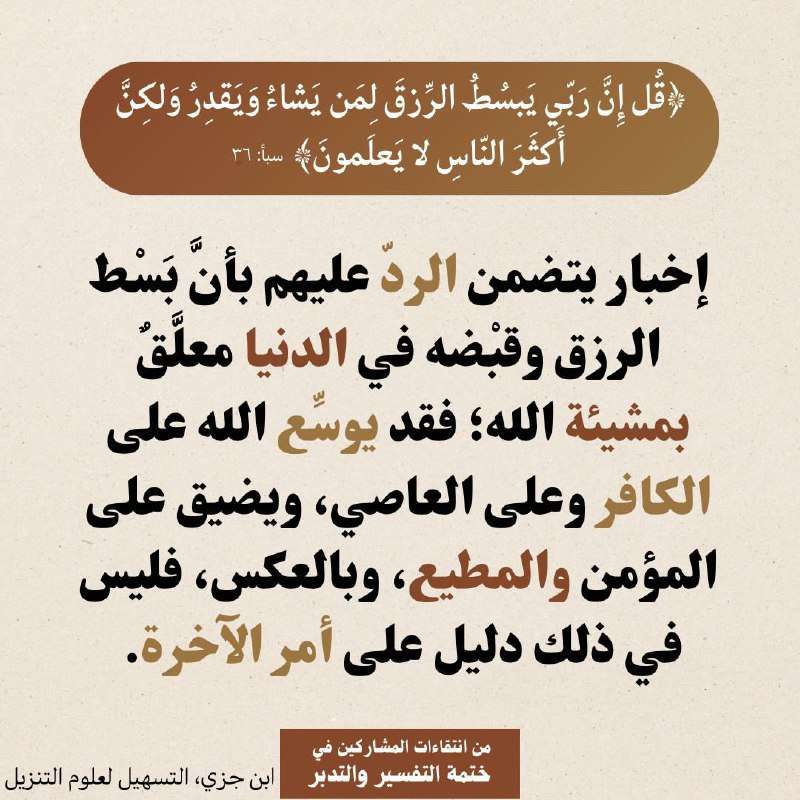 ﴿قُل إِنَّ رَبّي يَبسُطُ الرِّزقَ لِمَن يَشاءُ وَيَقدِرُ وَلكِنَّ
أَكثَرَ النّاسِ لا يَعلَمونَ﴾ سبأ: ٣٦
إخبار يتضمن الردّ عليهم بأنَّ بَسْط
الرزق وقبْضه في الدنيا معلَّقٌ
بمشيئة الله؛ فقد يوسِّع الله على
الكافر وعلى العاصي، ويضيق على
المؤمن والمطيع، وبالعكس، فليس
في ذلك دليل على أمر الآخرة.
من انتقاءات المشاركين في
ختمة التفسير والتدبر
ابن جزي، التسهيل لعلوم التنزيل